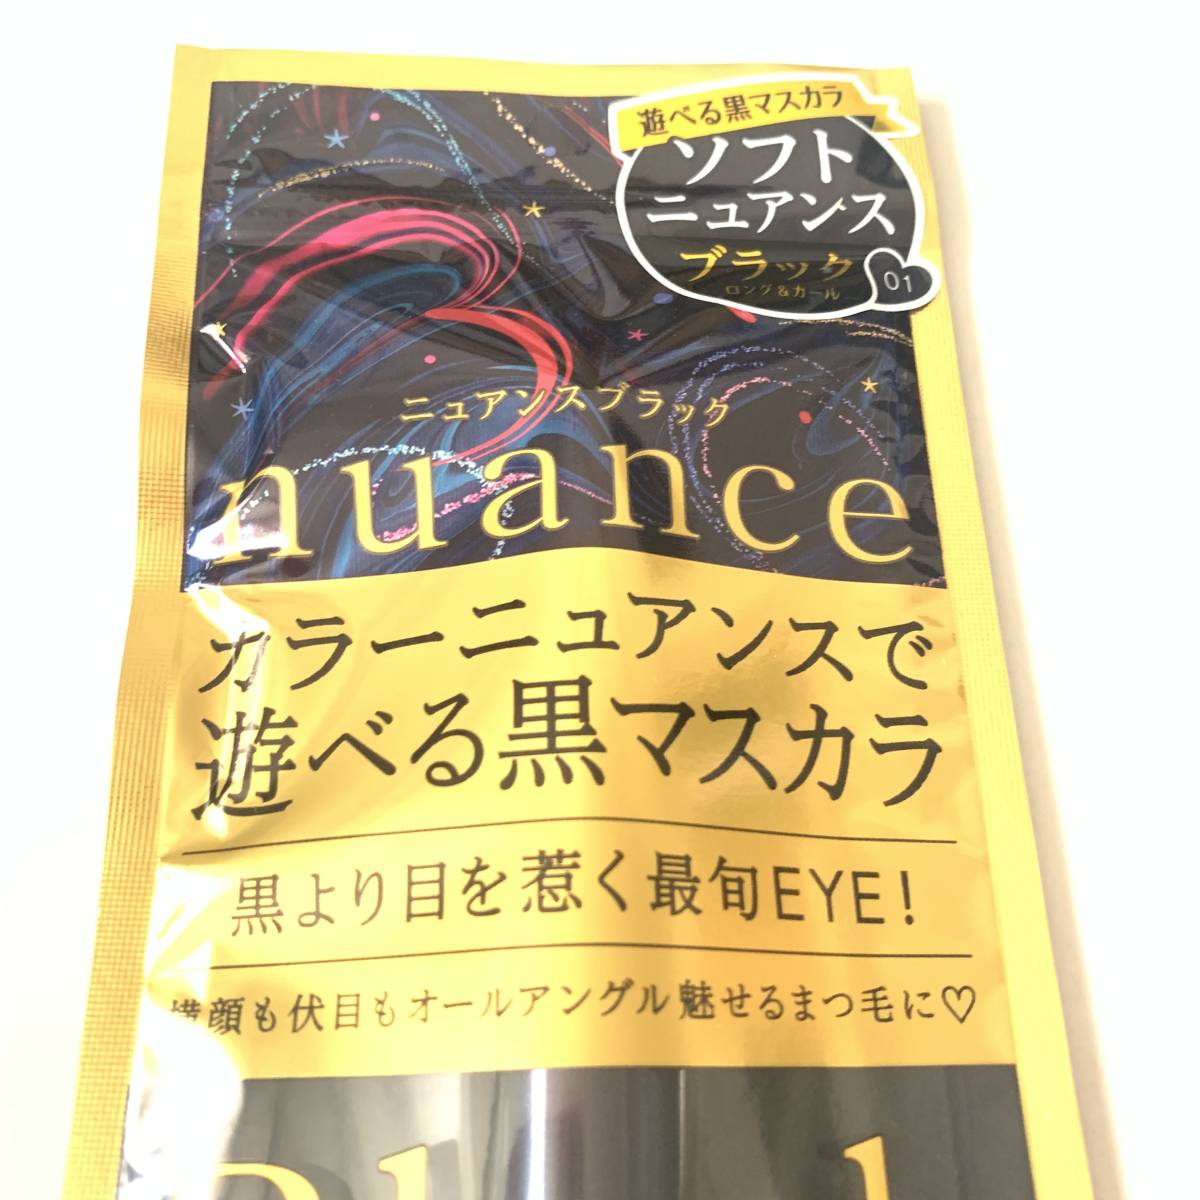 遊べる黒マスカラ
ソフト
ニュアンス
ブラック
ロング&カール
01
ニュアンスブラック
nuance
カラーニュアンスで
遊べる黒マスカラ
黒より目を惹く最旬EYE!
横顔も伏目もオールアングル魅せるまつ毛に♡